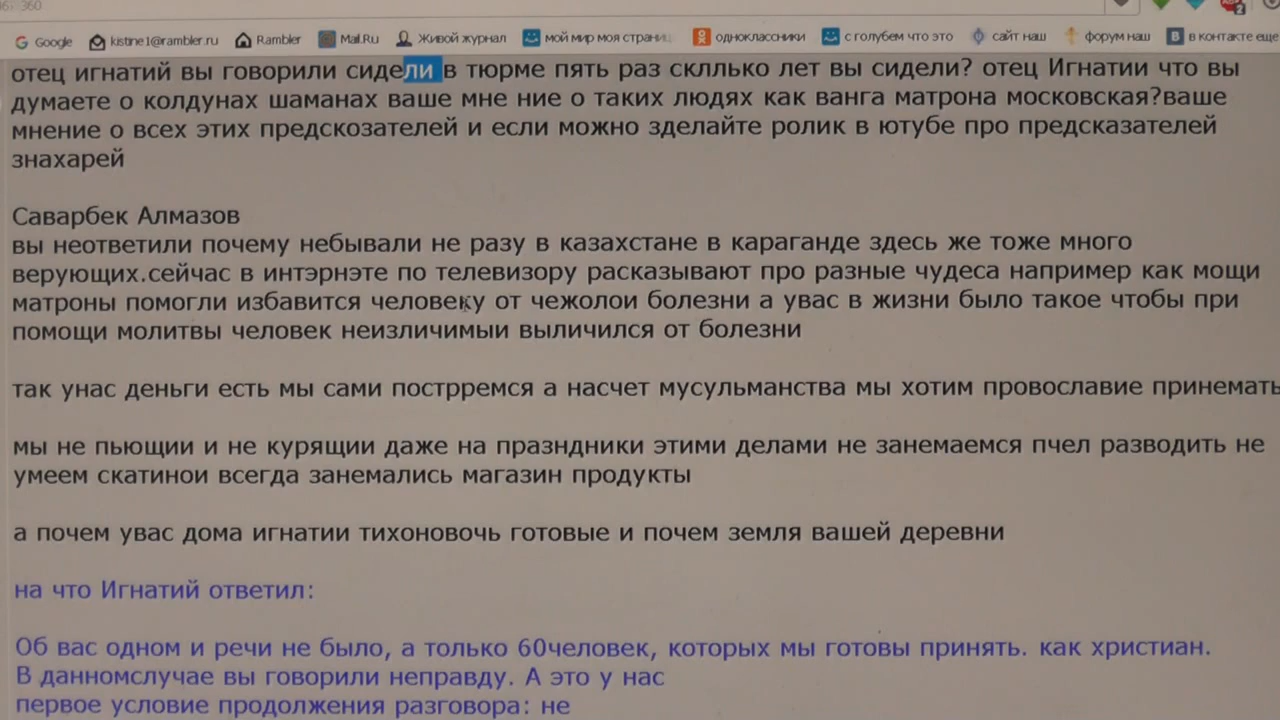 360
Google kistine1@rambler.ru Rambler Mail.Ru Живой журнал мой мир моя страниц одноклассники с голубем что это сайт наш форум наш в контакте еще
отец игнатий вы говорили сидели в тюрме пять раз скллько лет вы сидели? отец Игнатии что вы
думаете о колдунах шаманах ваше мне ние о таких людях как ванга матрона московская?ваше
мнение о всех этих предскозателей и если можно зделайте ролик в ютубе про предсказателей
знахарей
Саварбек Алмазов
вы неответили почему небывали не разу в казахстане в караганде здесь же тоже много
верующих.сейчас в интэрнэте по телевизору расказывают про разные чудеса например как мощи
матроны помогли избавится человеку от чежолои болезни а увас в жизни было такое чтобы при
помощи молитвы человек неизличимыи выличился от болезни
так унас деньги есть мы сами пострремся а насчет мусульманства мы хотим провославие принемать
мы не пьющии и не курящии даже на празндники этими делами не занемаемся пчел разводить не
умеем скатинои всегда занемались магазин продукты
а почем увас дома игнатии тихоновочь готовые и почем земля вашей деревни
на что Игнатий ответил:
Об вас одном и речи не было, а только 60человек, которых мы готовы принять. как христиан.
В данномслучае вы говорили неправду. А это у нас
первое условие продолжения разговора: не